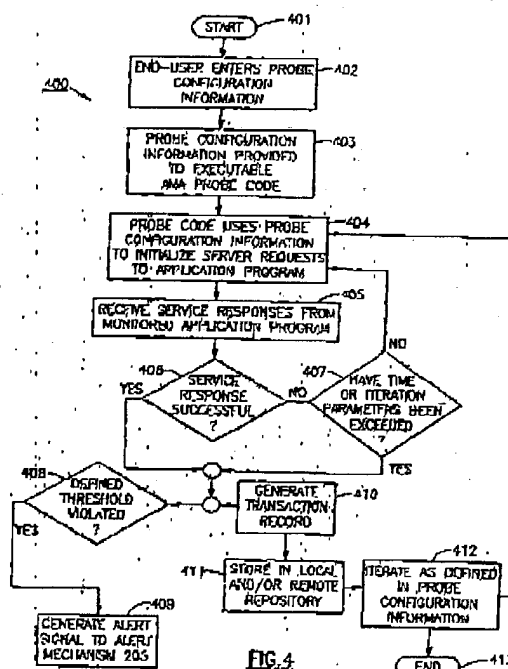 START
401
400
END-USER ENTERS PROBE
CONFIGURATION
INFORMATION
402
PROBE CONFIGURATION
INFORMATION PROVIDED
TO EXECUTABLE
AMA PROBE CODE
403
PROBE CODE USES PROBE
CONFIGURATION INFORMATION
TO INITIALIZE SERVER REQUESTS
TO APPLICATION PROGRAM
404
405
RECEIVE SERVICE RESPONSES FROM
MONITORED APPLICATION PROGRAM
NO
406
407
YES
SERVICE
RESPONSE
SUCCESSFUL
?
NO
HAVE TIME
OR ITERATION
PARAMETERS BEEN
EXCEEDED
?
YES
408
DEFINED
THRESHOLD
VIOLATED
?
YES
GENERATE
TRANSACTION
RECORD
410
411
STORE IN LOCAL
AND/OR REMOTE
REPOSITORY
412
ITERATE AS DEFINED
IN PROBE
CONFIGURATION
INFORMATION
409
GENERATE ALERT
SIGNAL TO ALERT
MECHANISM 205
FIG.4
END
413